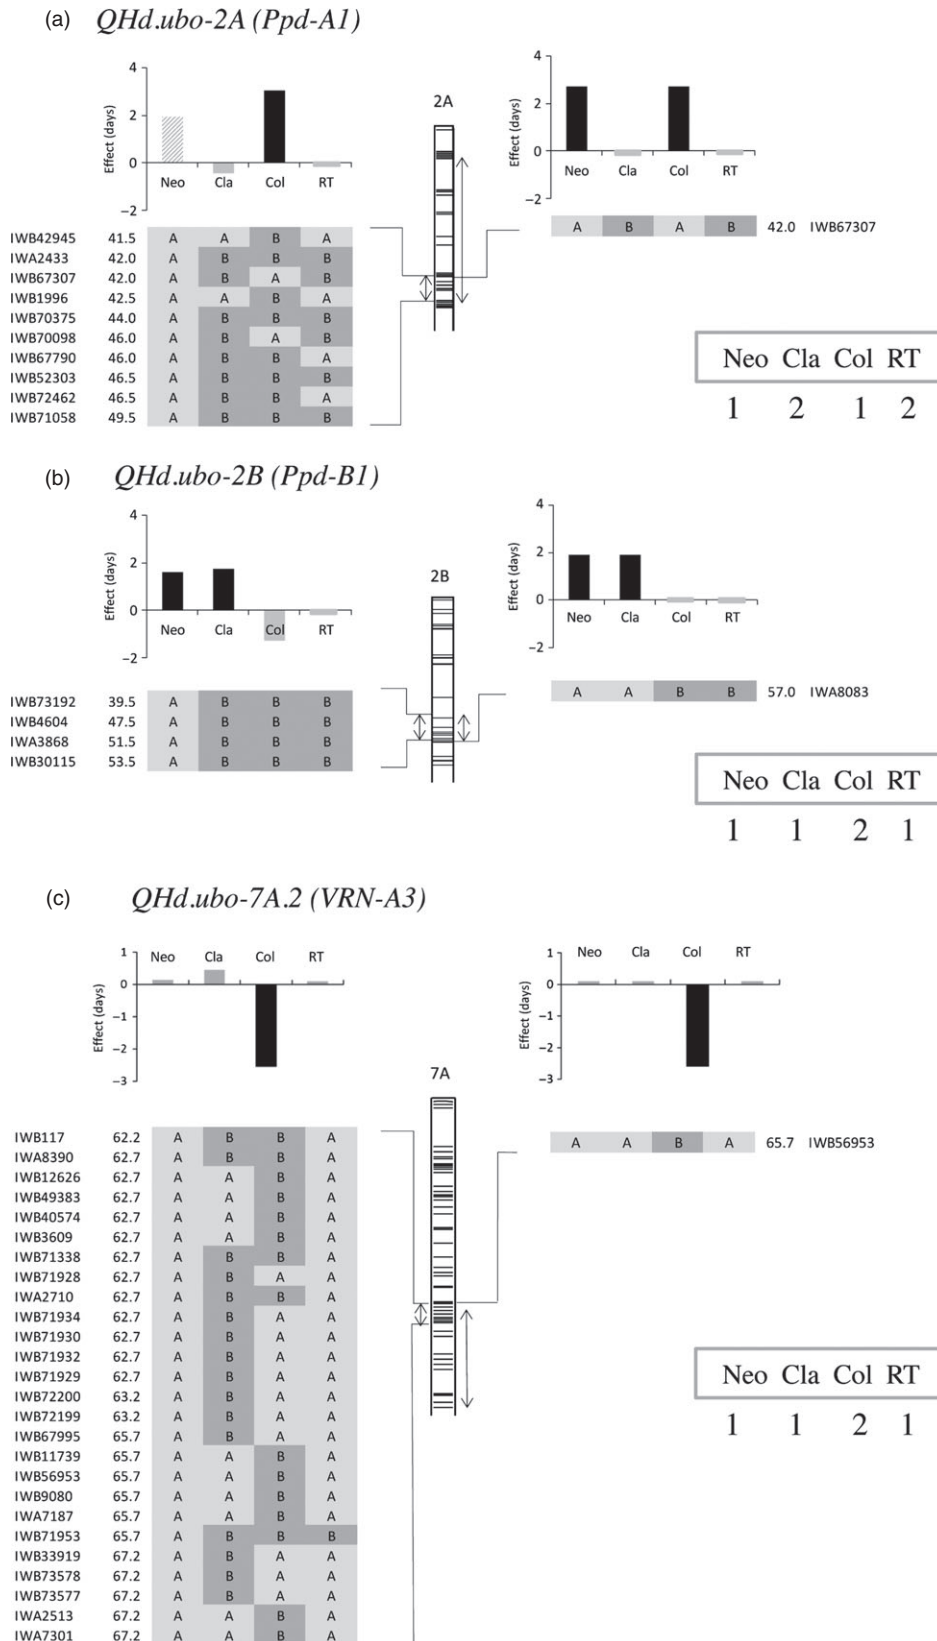 (a) QHd.ubo-2A (Ppd-A1)
4
2
0
−2
Effect (days)
Neo Cla Col RT
2A
4
2
0
−2
Effect (days)
Neo Cla Col RT
IWB42945 41.5 A A B A
IWA2433 42.0 A B B B
IWB67307 42.0 A B A B
IWB1996 42.5 A A B A
IWB70375 44.0 A B B B
IWB70098 46.0 A B A B
IWB67790 46.0 A B B A
IWB52303 46.5 A B B B
IWB72462 46.5 A B B A
IWB71058 49.5 A B B B
A B A B 42.0 IWB67307
Neo Cla Col RT
1 2 1 2
(b) QHd.ubo-2B (Ppd-B1)
4
2
0
−2
Effect (days)
Neo Cla Col RT
2B
4
2
0
−2
Effect (days)
Neo Cla Col RT
IWB73192 39.5 A B B B
IWB4604 47.5 A B B B
IWA3868 51.5 A B B B
IWB30115 53.5 A B B B
A A B B 57.0 IWA8083
Neo Cla Col RT
1 1 2 1
(c) QHd.ubo-7A.2 (VRN-A3)
1
0
−1
−2
−3
Effect (days)
Neo Cla Col RT
7A
1
0
−1
−2
−3
Effect (days)
Neo Cla Col RT
IWB117 62.2 A B B A
IWA8390 62.7 A B B A
IWB12626 62.7 A A B A
IWB49383 62.7 A A B A
IWB40574 62.7 A A B A
IWB3609 62.7 A A B A
IWB71338 62.7 A B B A
IWB71928 62.7 A B A A
IWA2710 62.7 A B B A
IWB71934 62.7 A B A A
IWB71930 62.7 A B A A
IWB71932 62.7 A B A A
IWB71929 62.7 A B A A
IWB72200 63.2 A B A A
IWB72199 63.2 A B A A
IWB67995 65.7 A B A A
IWB11739 65.7 A A B A
IWB56953 65.7 A A B A
IWB9080 65.7 A A B A
IWA7187 65.7 A A B A
IWB71953 65.7 A B B B
IWB33919 67.2 A B A A
IWB73578 67.2 A B A A
IWB73577 67.2 A B A A
IWA2513 67.2 A A B A
IWA7301 67.2 A A B A
A A B A 65.7 IWB56953
Neo Cla Col RT
1 1 2 1